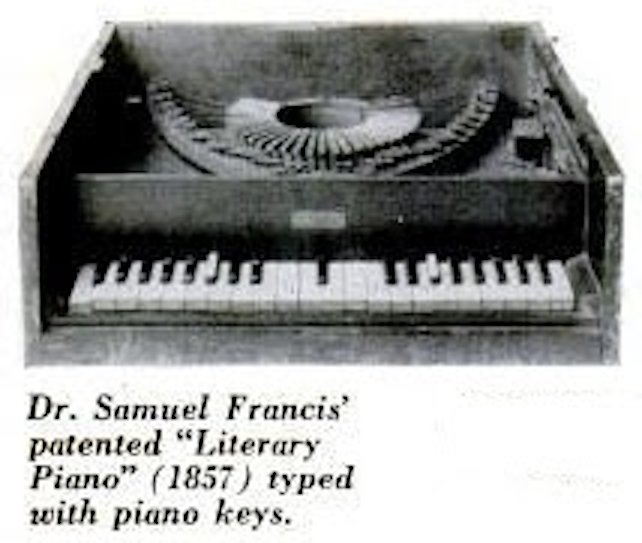 Dr. Samuel Francis'
patented “Literary
Piano” (1857) typed
with piano keys.